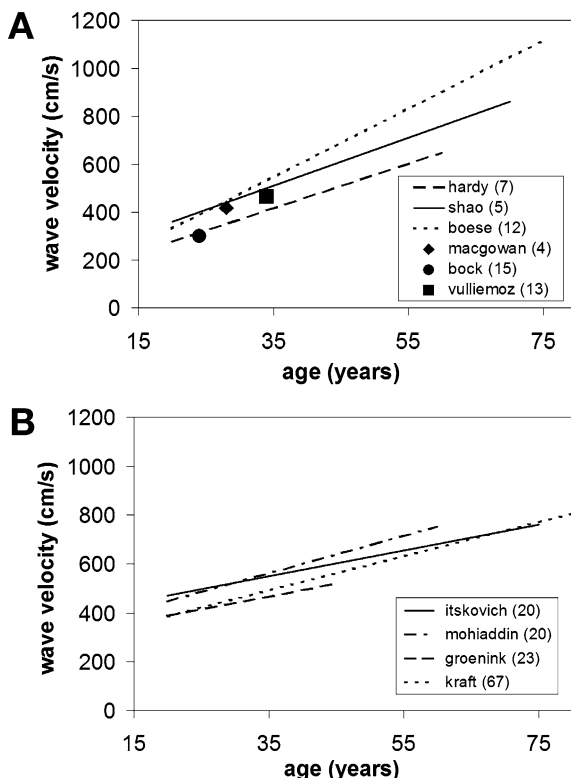 A
1200
1000
800
600
400
200
0
wave velocity (cm/s)
hardy (7)
shao (5)
boese (12)
macgowan (4)
bock (15)
vulliemoz (13)
15 35 55 75
age (years)
B
1200
1000
800
600
400
200
0
wave velocity (cm/s)
itskovich (20)
mohiaddin (20)
groenink (23)
kraft (67)
15 35 55 75
age (years)